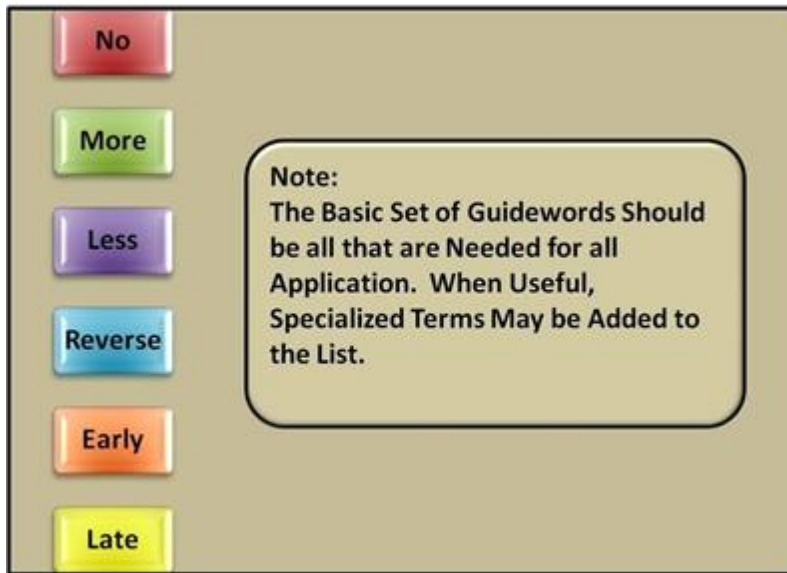 No
More
Less
Reverse
Early
Late
Note:
The Basic Set of Guidewords Should
be all that are Needed for all
Application.  When Useful,
Specialized Terms May be Added to
the List.